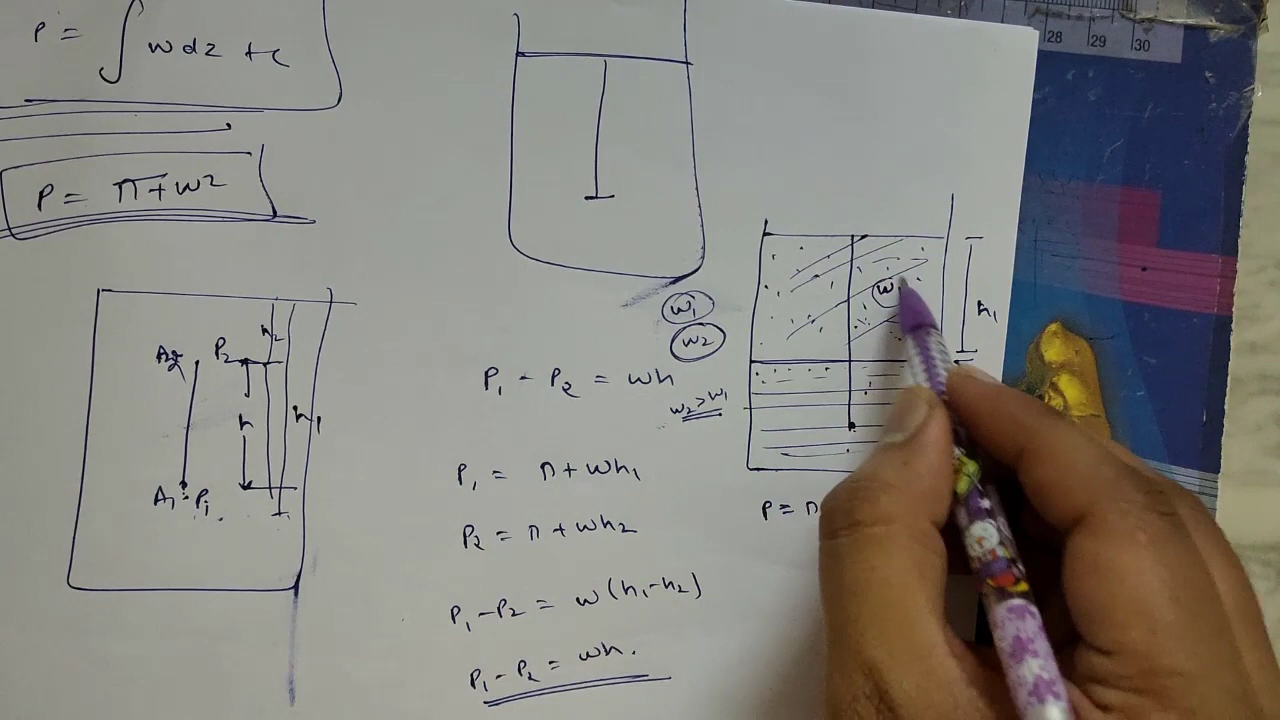 P = ∫ wdz + c
P = π + wz
28 29 30
h1
w1
w2
w2 > w1
w
P1 - P2 = wh
A2
P2
h2
h
h1
A1 P1
P1 = π + wh1
P2 = π + wh2
P = π
P1 - P2 = w(h1 - h2)
P1 - P2 = wh.